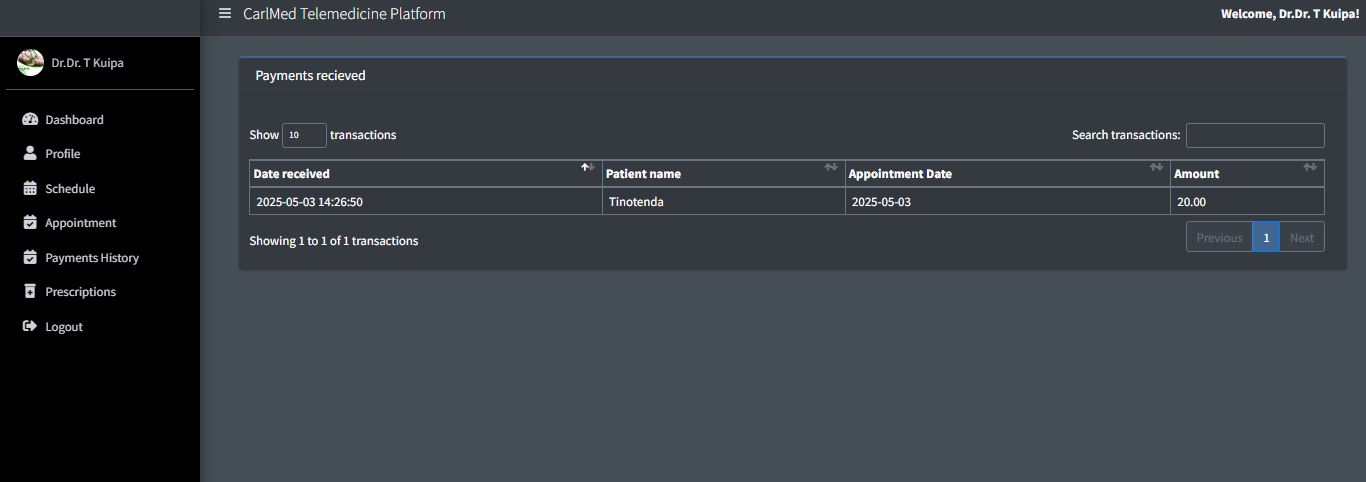 CarlMed Telemedicine Platform
Welcome, Dr.Dr. T Kuipa!
Dr.Dr. T Kuipa
Dashboard
Profile
Schedule
Appointment
Payments History
Prescriptions
Logout
Payments recieved
Show 10 transactions
Search transactions:
Date received Patient name Appointment Date Amount
2025-05-03 14:26:50 Tinotenda 2025-05-03 20.00
Showing 1 to 1 of 1 transactions
Previous 1 Next